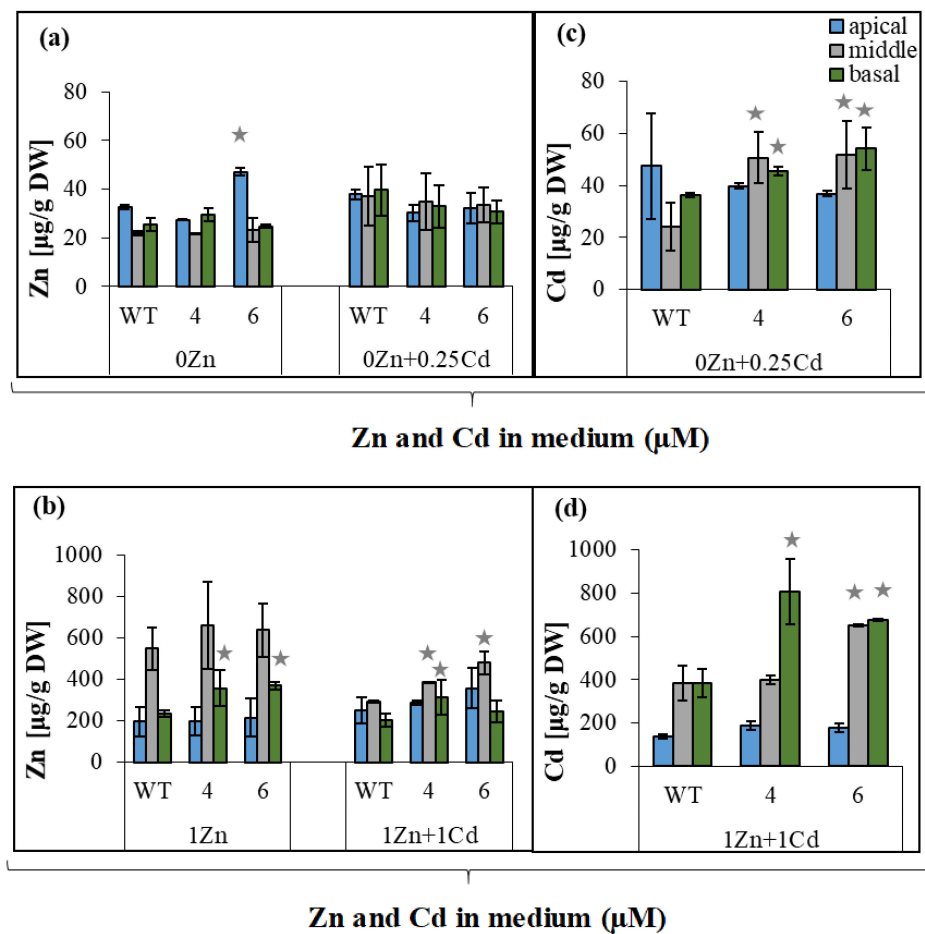 (a)
Zn [µg/g DW]
80
60
40
20
0
WT 4 6 WT 4 6
0Zn 0Zn+0.25Cd
(c)
apical
middle
basal
Cd [µg/g DW]
80
60
40
20
0
WT 4 6
0Zn+0.25Cd
Zn and Cd in medium (µM)
(b)
Zn [µg/g DW]
1000
800
600
400
200
0
WT 4 6 WT 4 6
1Zn 1Zn+1Cd
(d)
Cd [µg/g DW]
1000
800
600
400
200
0
WT 4 6
1Zn+1Cd
Zn and Cd in medium (µM)